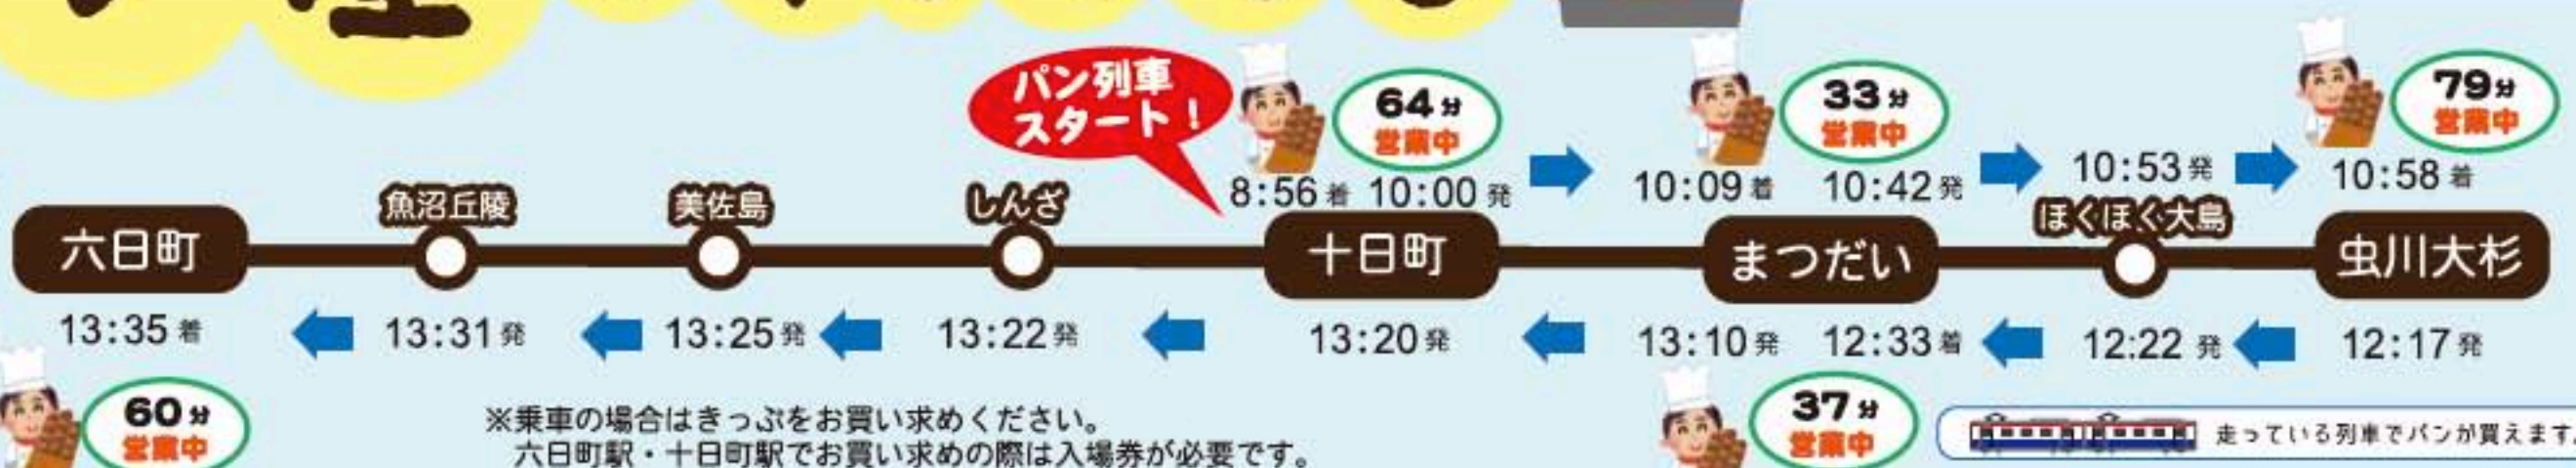 パン列車
スタート！
64分
営業中
33分
営業中
79分
営業中
8:56着 10:00発
10:09着 10:42発
10:53発
10:58着
六日町
魚沼丘陵
美佐島
しんざ
十日町
まつだい
ほくほく大島
虫川大杉
13:35着
13:31発
13:25発
13:22発
13:20発
13:10発 12:33着
12:22発
12:17発
60分
営業中
※乗車の場合はきっぷをお買い求めください。
六日町駅・十日町駅でお買い求めの際は入場券が必要です。
37分
営業中
走っている列車でパンが買えます